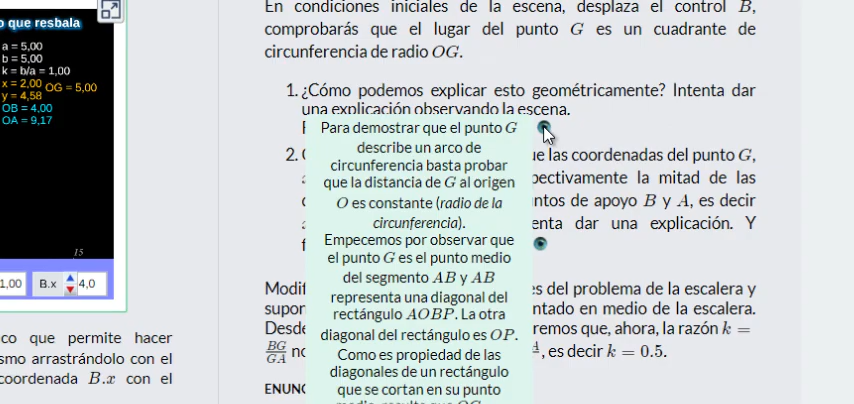 o que resbala
a = 5,00
b = 5,00
k = b/a = 1,00
x = 2,00 OG = 5,00
y = 4,58
OB = 4,00
OA = 9,17
15
1,00 B.x 4,0
co que permite hacer
smo arrastrándolo con el
coordenada B.x con el
En condiciones iniciales de la escena, desplaza el control B,
comprobarás que el lugar del punto G es un cuadrante de
circunferencia de radio OG.
1. ¿Cómo podemos explicar esto geométricamente? Intenta dar
una explicación observando la escena.
Para demostrar que el punto G
describe un arco de
circunferencia basta probar
que la distancia de G al origen
O es constante (radio de la
circunferencia).
Empecemos por observar que
el punto G es el punto medio
del segmento AB y AB
representa una diagonal del
rectángulo AOBP. La otra
diagonal del rectángulo es OP.
Como es propiedad de las
diagonales de un rectángulo
que se cortan en su punto
2. ue las coordenadas del punto G,
pectivamente la mitad de las
ntos de apoyo B y A, es decir
enta dar una explicación. Y
Modif es del problema de la escalera y
supor ntado en medio de la escalera.
Desde remos que, ahora, la razón k =
BG/GA no , es decir k = 0.5.
ENUNC